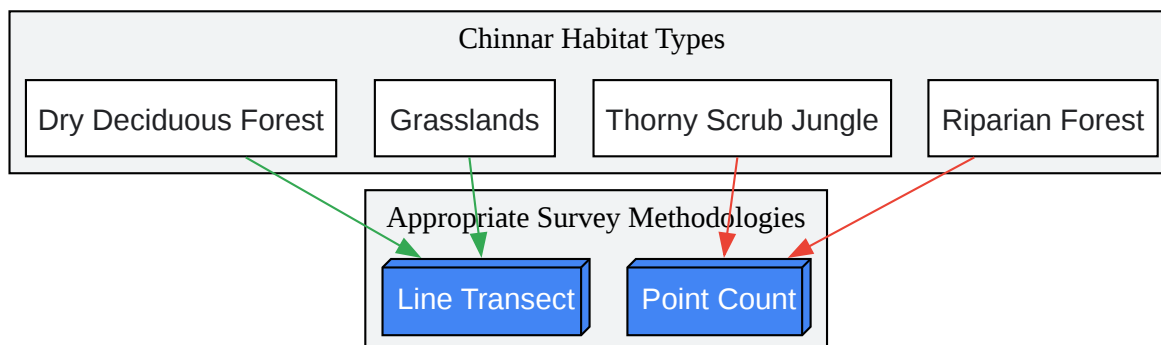 Chinnar Habitat Types
Dry Deciduous Forest
Grasslands
Thorny Scrub Jungle
Riparian Forest
Appropriate Survey Methodologies
Line Transect
Point Count